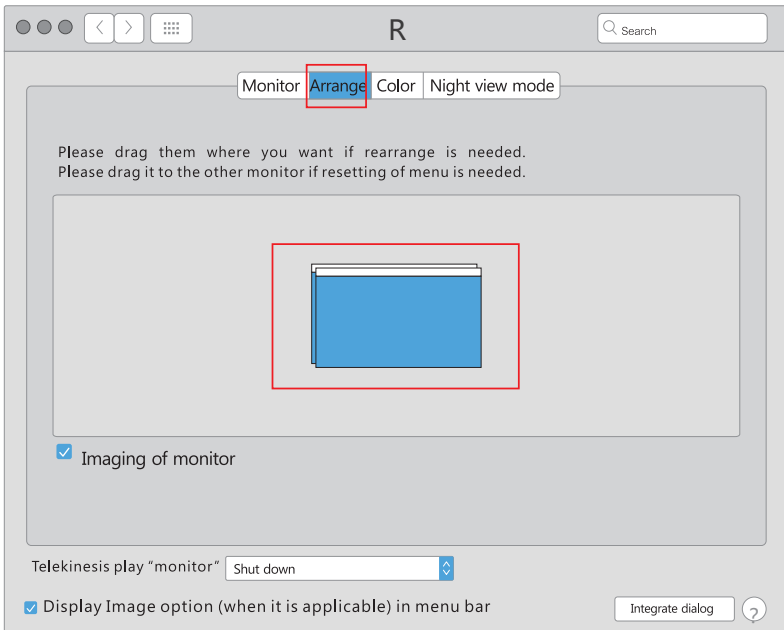 R
Search
Monitor Arrange Color Night view mode
Please drag them where you want if rearrange is needed.
Please drag it to the other monitor if resetting of menu is needed.
Imaging of monitor
Telekinesis play “monitor” Shut down
Display Image option (when it is applicable) in menu bar
Integrate dialog ?